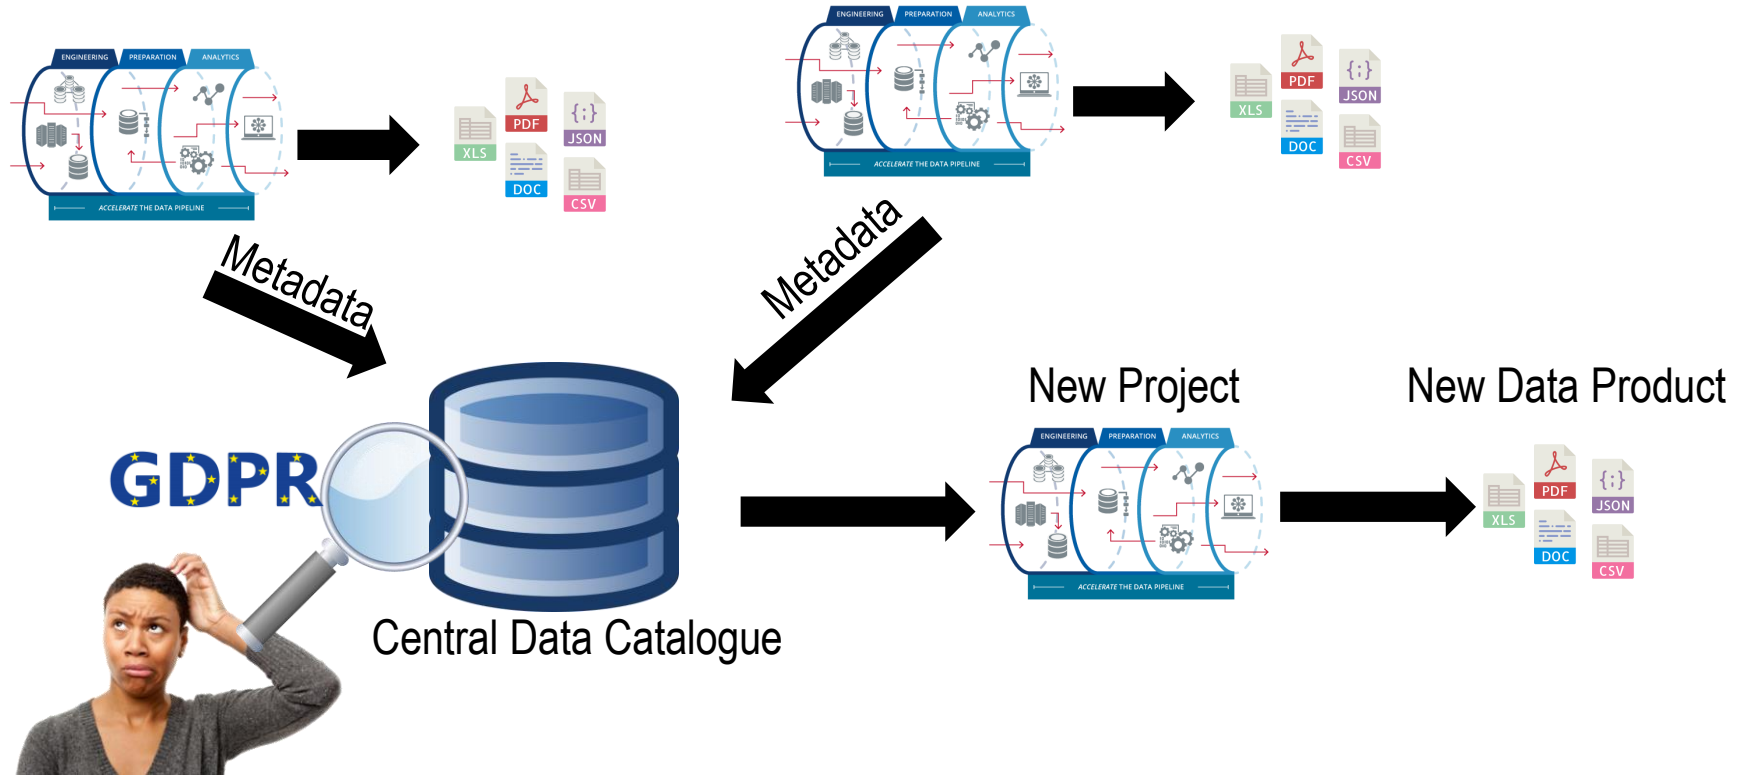 ENGINEERING PREPARATION ANALYTICS
ACCELERATE THE DATA PIPELINE
XLS
PDF
DOC
JSON
CSV
ENGINEERING PREPARATION ANALYTICS
ACCELERATE THE DATA PIPELINE
XLS
PDF
DOC
{;}
JSON
CSV
Metadata
Metadata
GDPR
Central Data Catalogue
New Project
ENGINEERING PREPARATION ANALYTICS
ACCELERATE THE DATA PIPELINE
New Data Product
XLS
PDF
DOC
{;}
JSON
CSV